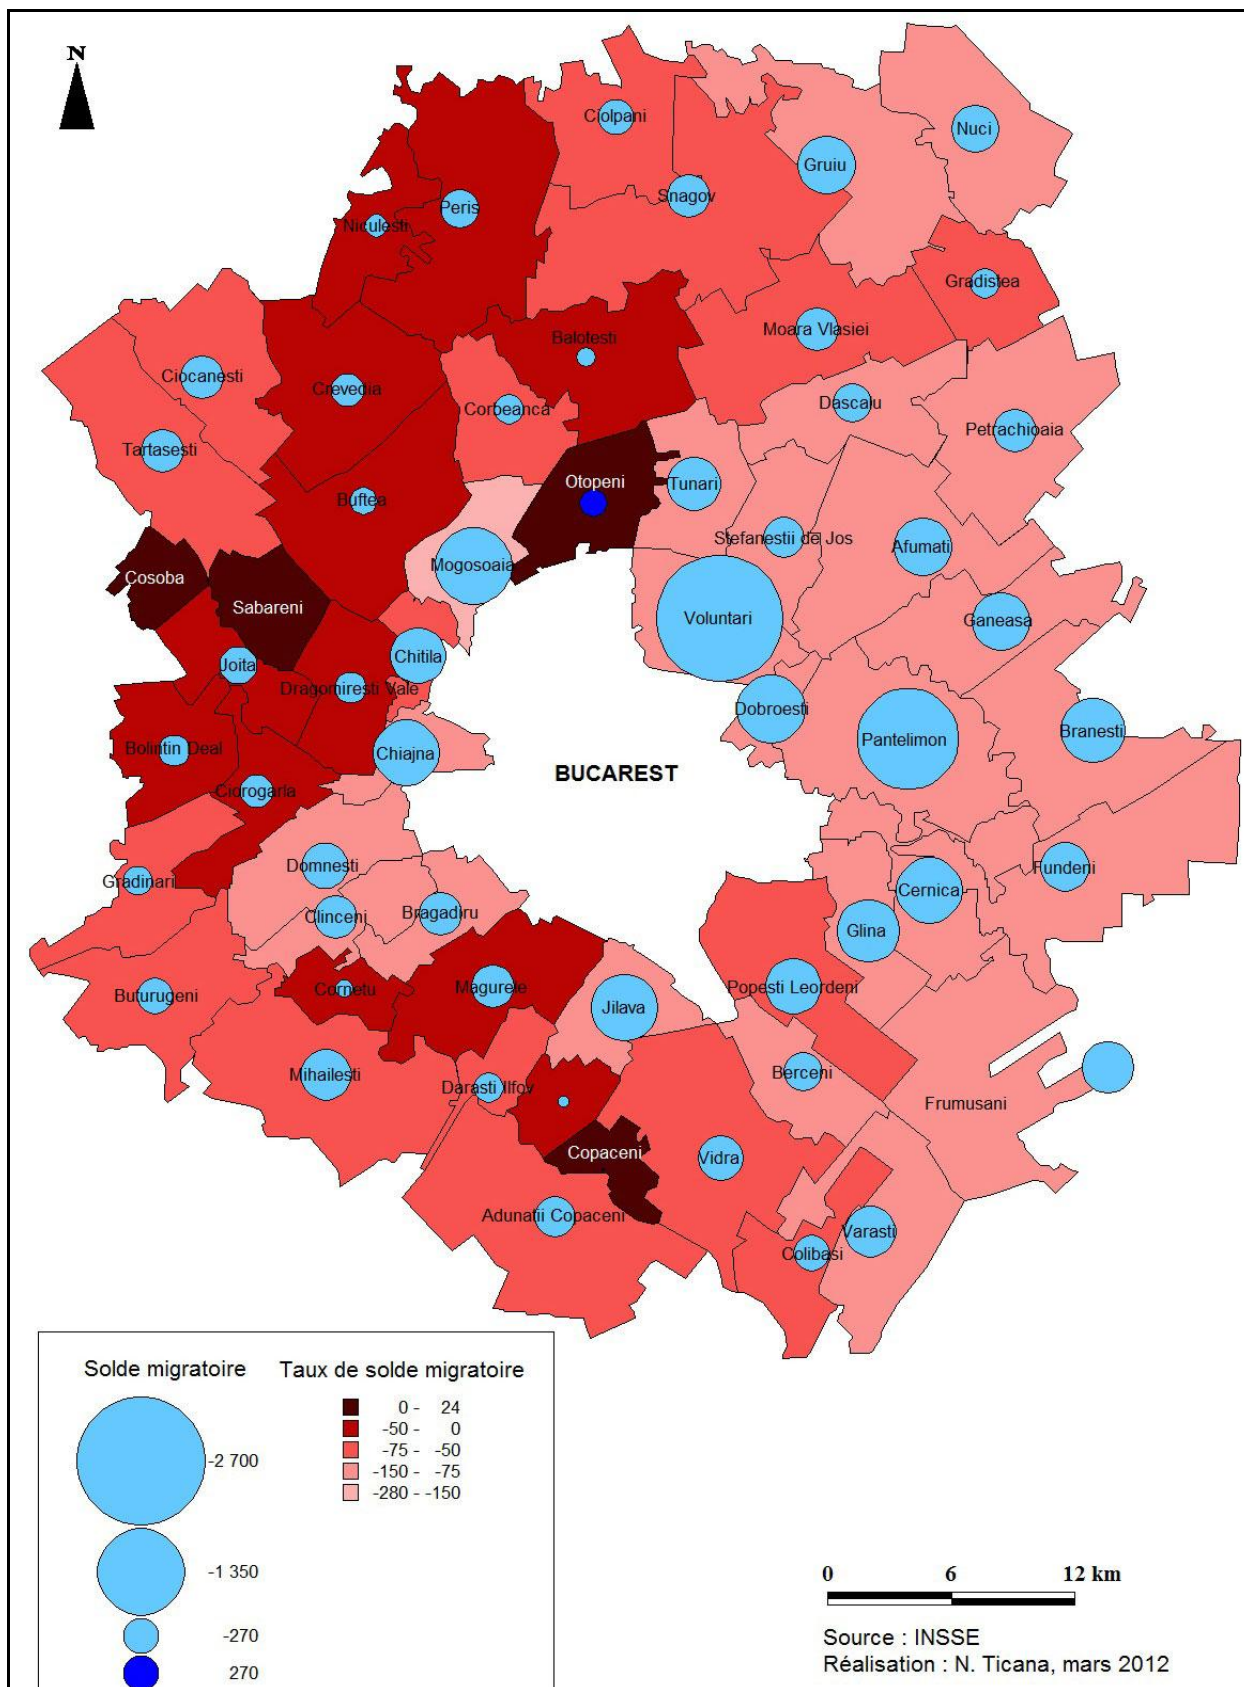 N
Ciolpani
Nuci
Gruiu
Snagov
Peris
Niculesti
Gradistea
Moara Vlasiei
Balotesti
Ciocanesti
Crevedia
Corbeanca
Dascalu
Petrachioaia
Tartasesti
Otopeni
Tunari
Buftea
Stefanestii de Jos
Afumati
Mogosoaia
Cosoba
Sabareni
Voluntari
Ganeasa
Chitila
Joita
Dragomiresti Vale
Dobroesti
Pantelimon
Branesti
Bolintin Deal
Chiajna
BUCAREST
Ciorogarla
Domnesti
Gradinari
Fundeni
Cernica
Clinceni
Bragadiru
Glina
Buturugeni
Cornetu
Magurele
Popesti Leordeni
Jilava
Mihailesti
Darasti Ilfov
Berceni
Frumusani
Copaceni
Vidra
Adunatii Copaceni
Varasti
Colibasi
Solde migratoire
-2 700
-1 350
-270
270
Taux de solde migratoire
0 - 24
-50 - 0
-75 - -50
-150 - -75
-280 - -150
0 6 12 km
Source : INSSE
Réalisation : N. Ticana, mars 2012